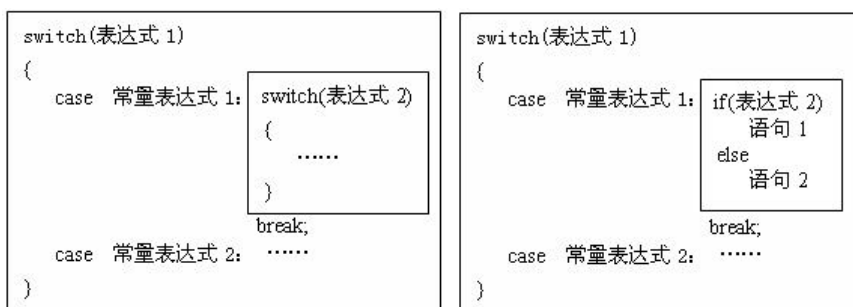 switch(表达式 1)
{
case 常量表达式 1: switch(表达式 2)
{
……
}
break;
case 常量表达式 2: ……
}
switch(表达式 1)
{
case 常量表达式 1: if(表达式 2)
语句 1
else
语句 2
break;
case 常量表达式 2: ……
}